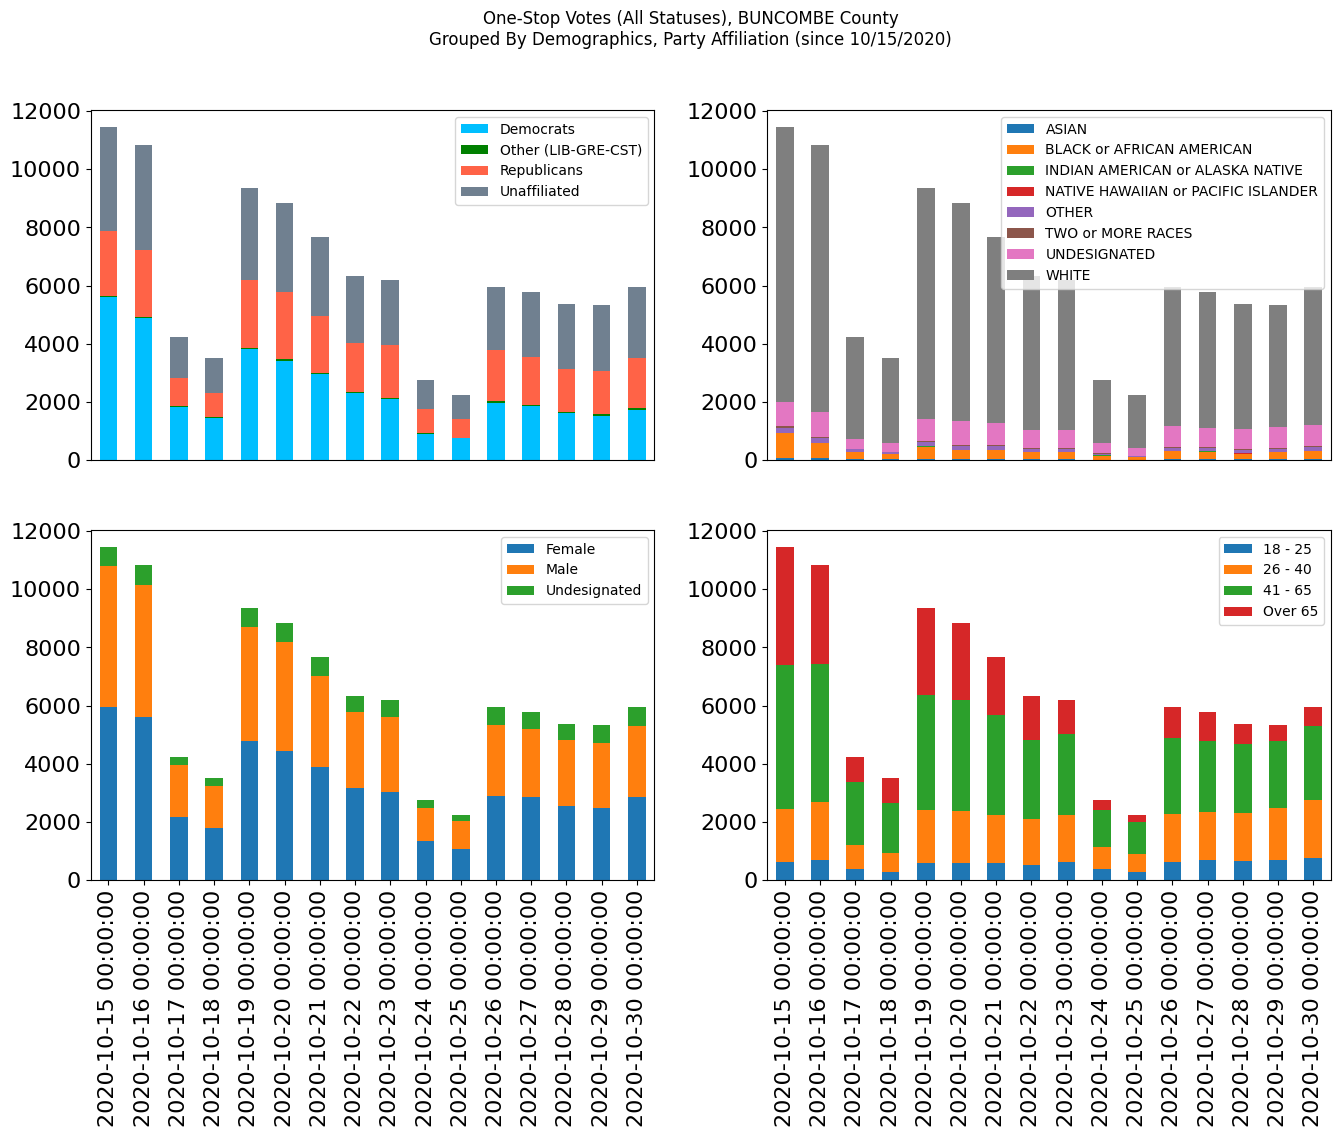 One-Stop Votes (All Statuses), BUNCOMBE County
Grouped By Demographics, Party Affiliation (since 10/15/2020)
12000
10000
8000
6000
4000
2000
0
Democrats
Other (LIB-GRE-CST)
Republicans
Unaffiliated
12000
10000
8000
6000
4000
2000
0
ASIAN
BLACK or AFRICAN AMERICAN
INDIAN AMERICAN or ALASKA NATIVE
NATIVE HAWAIIAN or PACIFIC ISLANDER
OTHER
TWO or MORE RACES
UNDESIGNATED
WHITE
12000
10000
8000
6000
4000
2000
0
Female
Male
Undesignated
2020-10-15 00:00:00
2020-10-16 00:00:00
2020-10-17 00:00:00
2020-10-18 00:00:00
2020-10-19 00:00:00
2020-10-20 00:00:00
2020-10-21 00:00:00
2020-10-22 00:00:00
2020-10-23 00:00:00
2020-10-24 00:00:00
2020-10-25 00:00:00
2020-10-26 00:00:00
2020-10-27 00:00:00
2020-10-28 00:00:00
2020-10-29 00:00:00
2020-10-30 00:00:00
12000
10000
8000
6000
4000
2000
0
18 - 25
26 - 40
41 - 65
Over 65
2020-10-15 00:00:00
2020-10-16 00:00:00
2020-10-17 00:00:00
2020-10-18 00:00:00
2020-10-19 00:00:00
2020-10-20 00:00:00
2020-10-21 00:00:00
2020-10-22 00:00:00
2020-10-23 00:00:00
2020-10-24 00:00:00
2020-10-25 00:00:00
2020-10-26 00:00:00
2020-10-27 00:00:00
2020-10-28 00:00:00
2020-10-29 00:00:00
2020-10-30 00:00:00